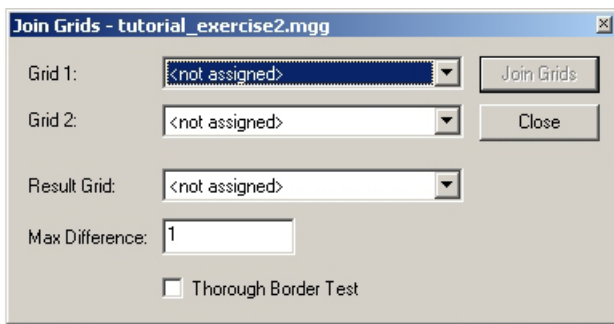 Join Grids - tutorial_exercise2.mgg
Grid 1: <not assigned> Join Grids
Grid 2: <not assigned> Close
Result Grid: <not assigned>
Max Difference: 1
Thorough Border Test